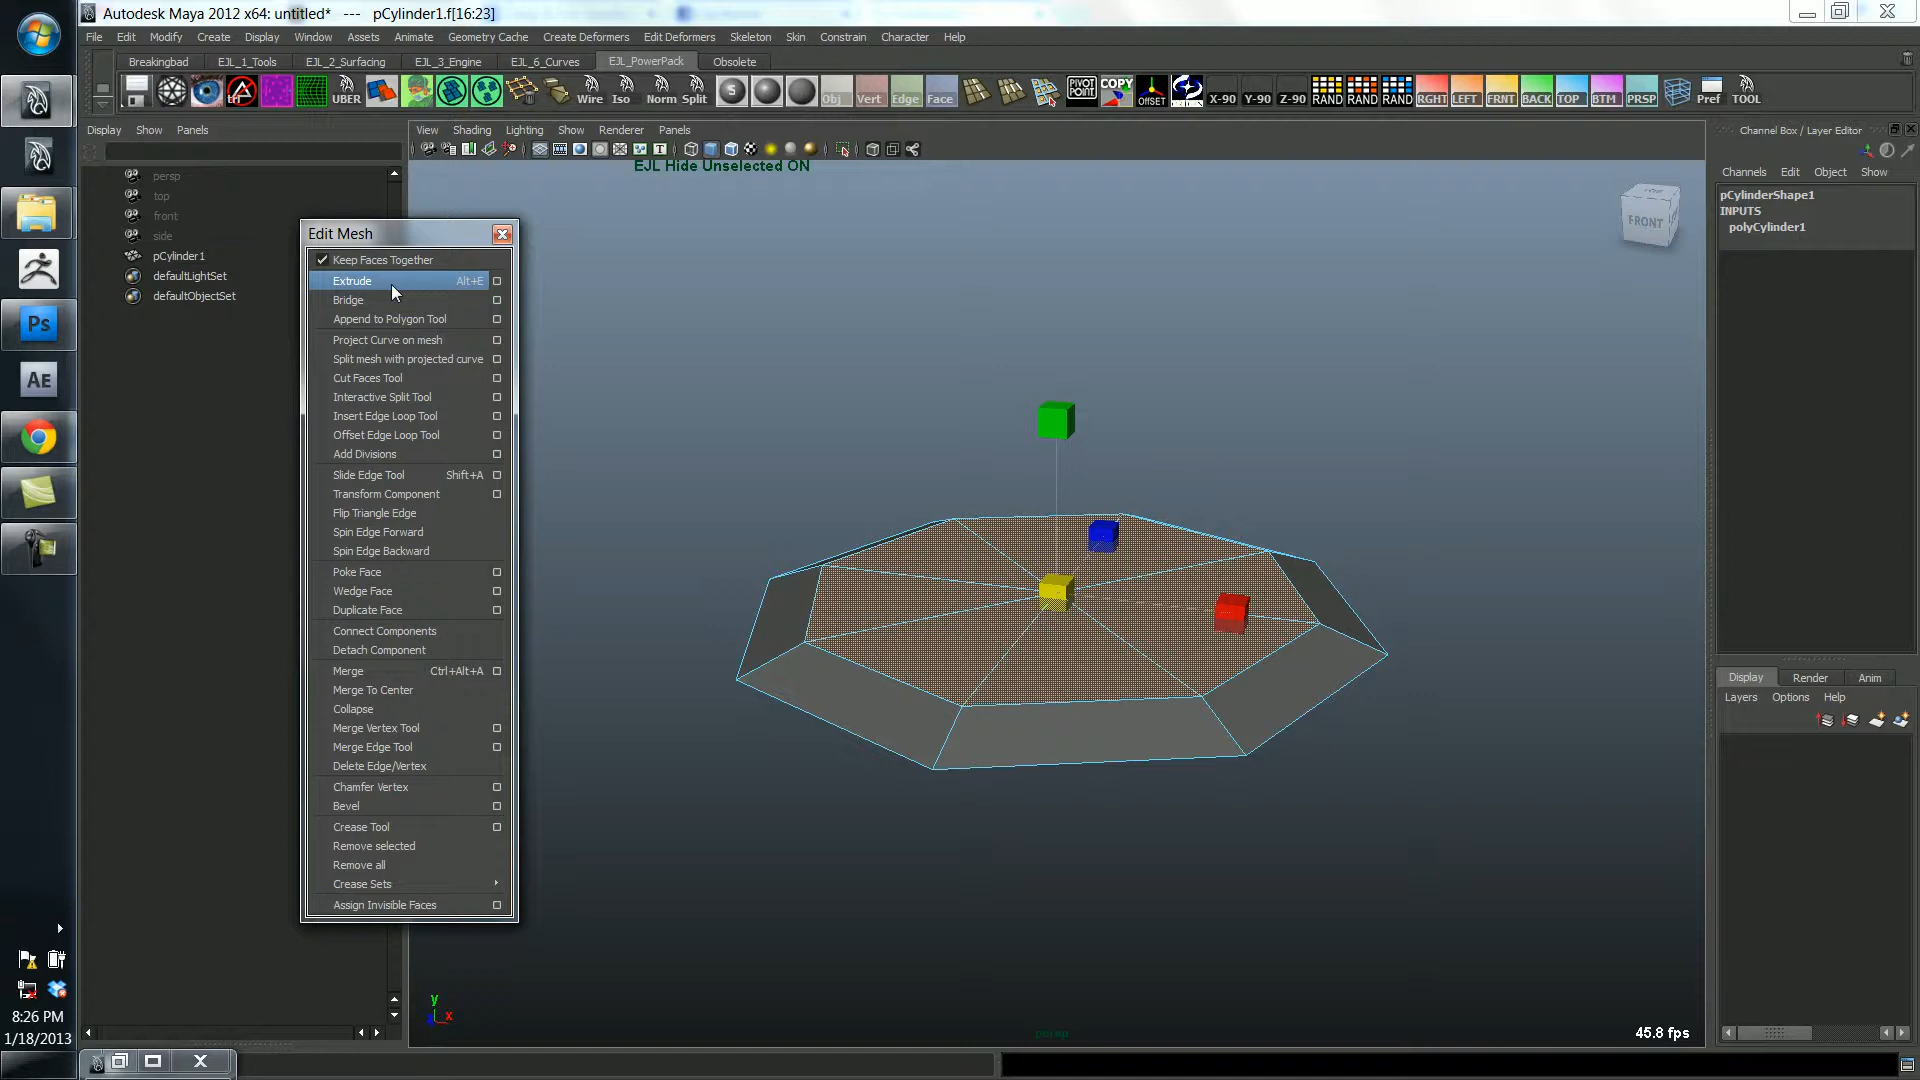 Autodesk Maya 2012 x64: untitled* --- pCylinder1.f[16:23]
File Edit Modify Create Display Window Assets Animate Geometry Cache Create Deformers Edit Deformers Skeleton Skin Constrain Character Help
Breakingbad EJL_1_Tools EJL_2_Surfacing EJL_3_Engine EJL_6_Curves EJL_PowerPack Obsolete
tri UBER Wire Iso Norm Split S Obj Vert Edge Face PIVOT POINT COPY OFFSET X-90 Y-90 Z-90 RAND RAND RAND RGHT LEFT FRNT BACK TOP BTM PRSP Pref TOOL
Display Show Panels
View Shading Lighting Show Renderer Panels
EJL Hide Unselected ON
persp
top
front
side
pCylinder1
defaultLightSet
defaultObjectSet
Edit Mesh
Keep Faces Together
Extrude Alt+E
Bridge
Append to Polygon Tool
Project Curve on mesh
Split mesh with projected curve
Cut Faces Tool
Interactive Split Tool
Insert Edge Loop Tool
Offset Edge Loop Tool
Add Divisions
Slide Edge Tool Shift+A
Transform Component
Flip Triangle Edge
Spin Edge Forward
Spin Edge Backward
Poke Face
Wedge Face
Duplicate Face
Connect Components
Detach Component
Merge Ctrl+Alt+A
Merge To Center
Collapse
Merge Vertex Tool
Merge Edge Tool
Delete Edge/Vertex
Chamfer Vertex
Bevel
Crease Tool
Remove selected
Remove all
Crease Sets
Assign Invisible Faces
FRONT
y
x
persp
45.8 fps
Channel Box / Layer Editor
Channels Edit Object Show
pCylinderShape1
INPUTS
polyCylinder1
Display Render Anim
Layers Options Help
Ps
AE
8:26 PM
1/18/2013